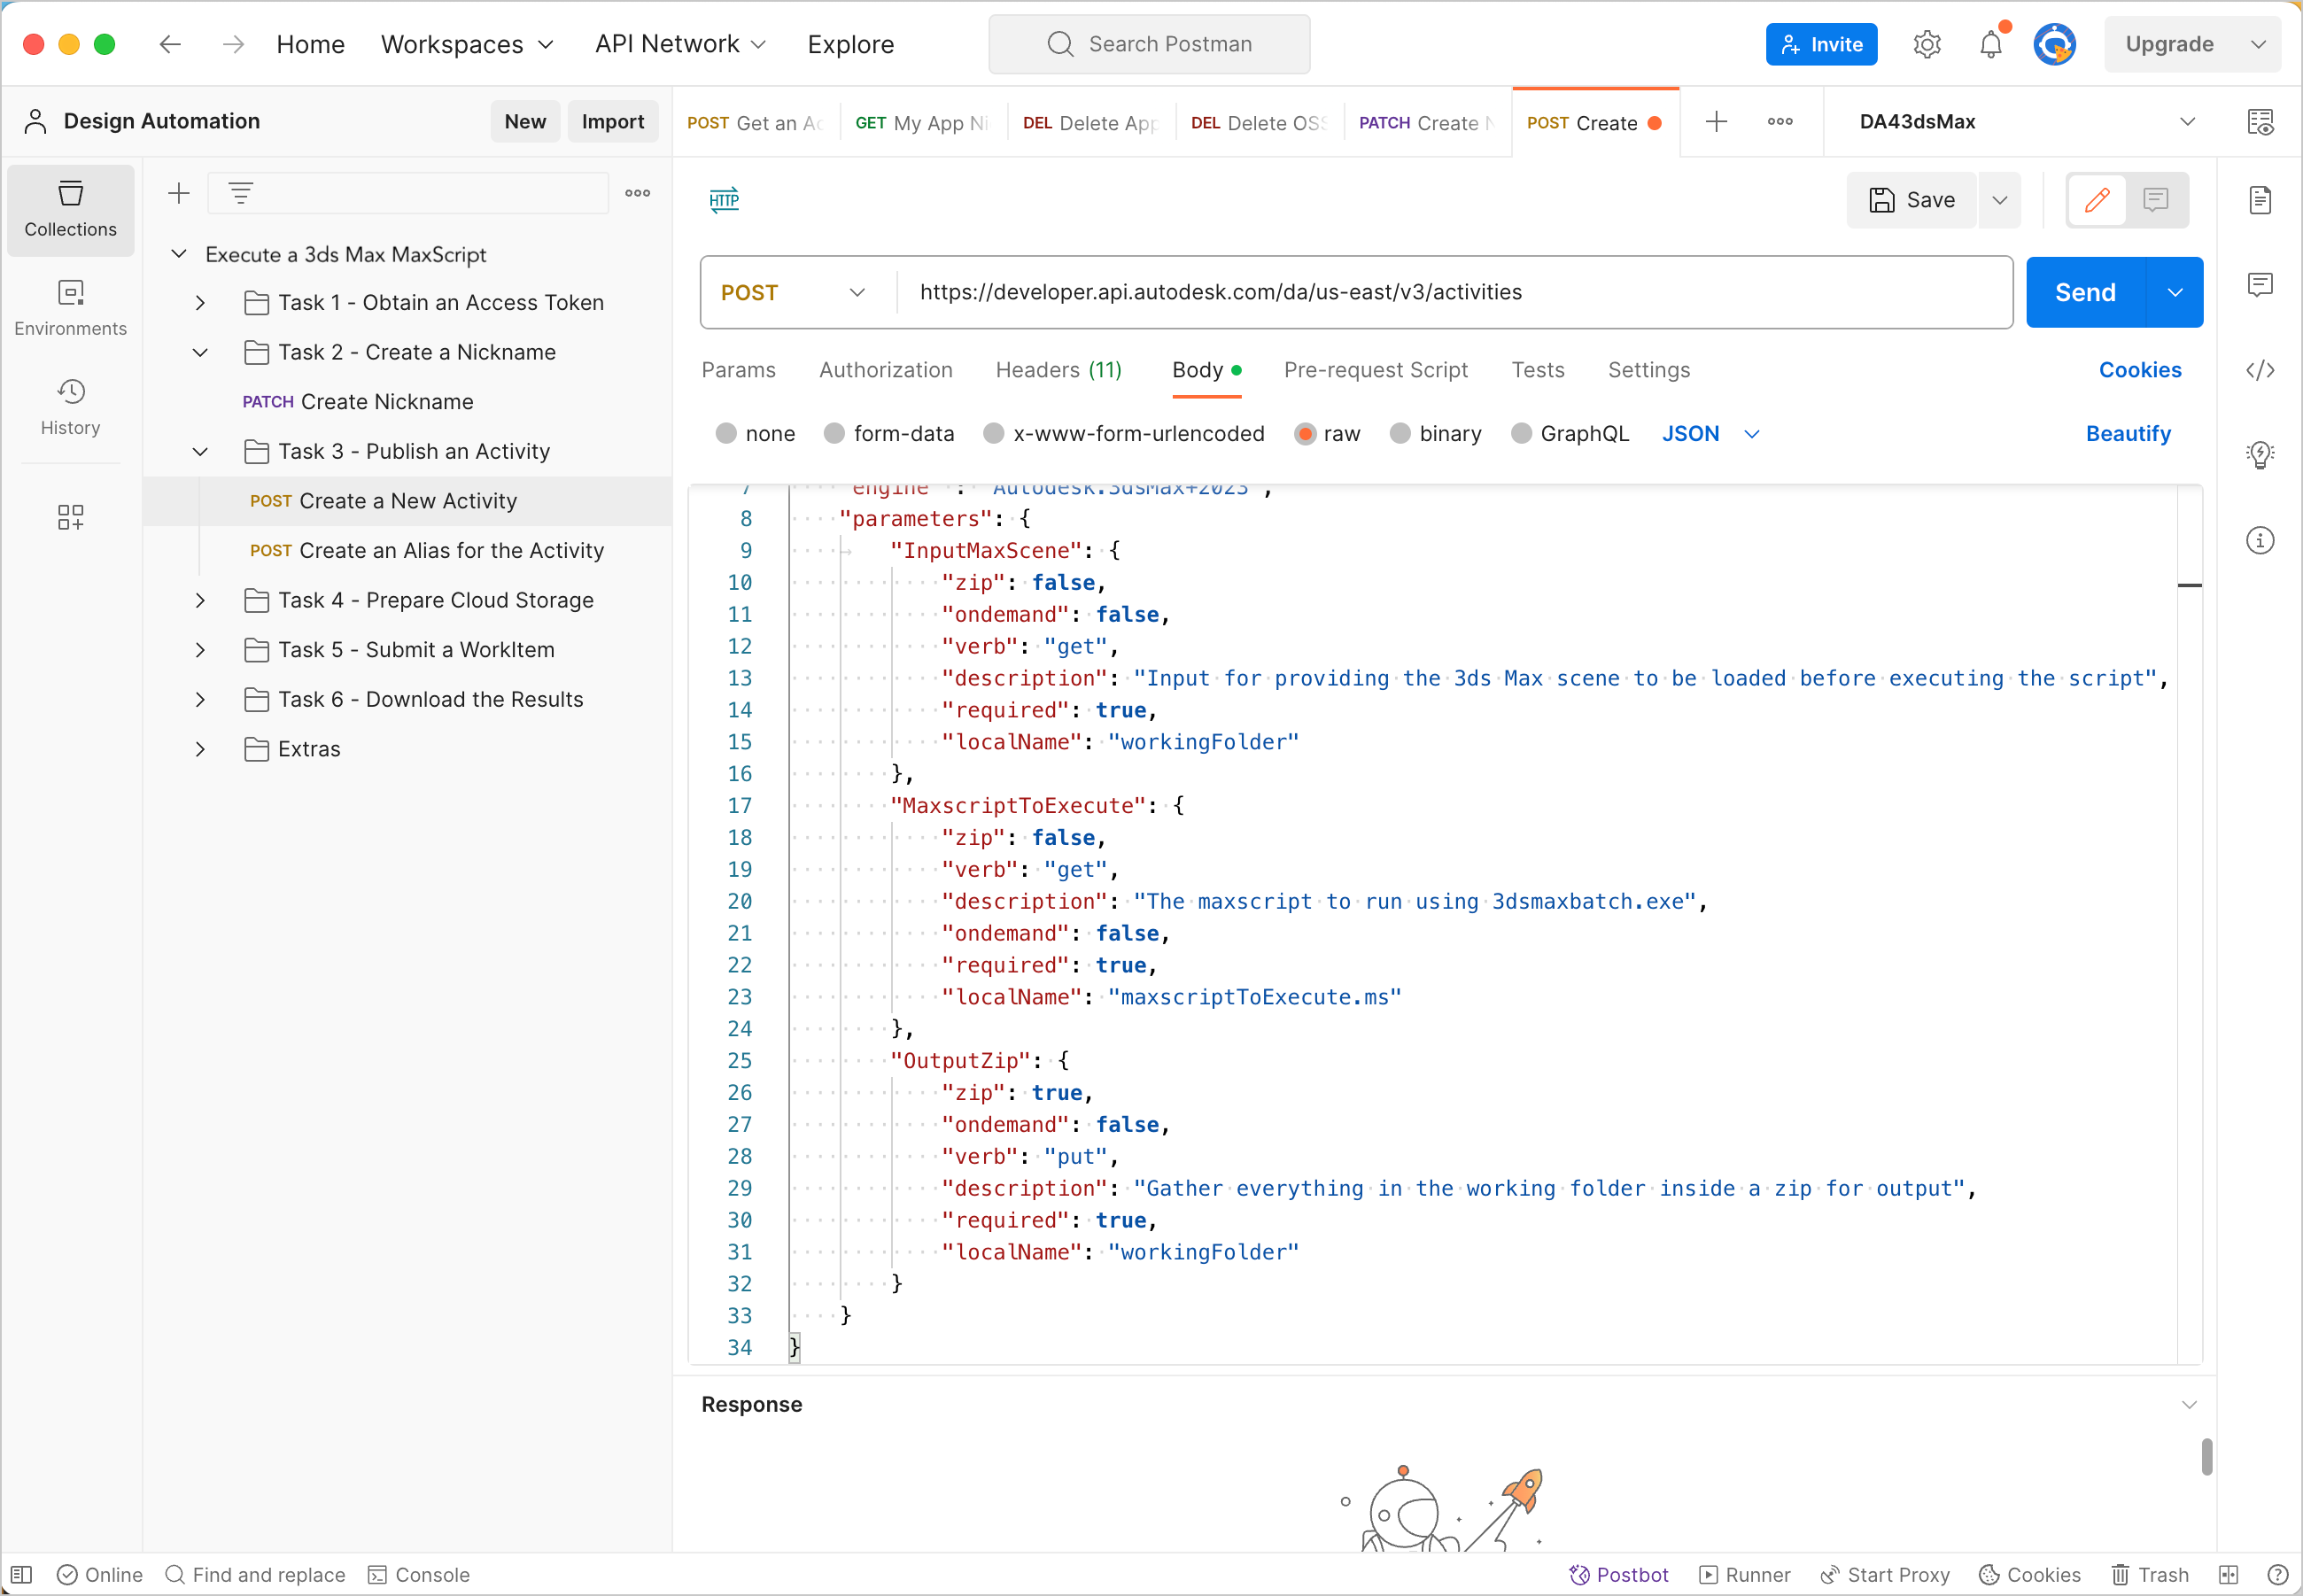 Home Workspaces API Network Explore Search Postman Invite Upgrade
Design Automation New Import
POST Get an Ac GET My App Ni DEL Delete App DEL Delete OSS PATCH Create N POST Create DA43dsMax
Collections
Environments
History
Execute a 3ds Max MaxScript
Task 1 - Obtain an Access Token
Task 2 - Create a Nickname
PATCH Create Nickname
Task 3 - Publish an Activity
POST Create a New Activity
POST Create an Alias for the Activity
Task 4 - Prepare Cloud Storage
Task 5 - Submit a WorkItem
Task 6 - Download the Results
Extras
HTTP Save
POST https://developer.api.autodesk.com/da/us-east/v3/activities Send
Params Authorization Headers (11) Body Pre-request Script Tests Settings Cookies
none form-data x-www-form-urlencoded raw binary GraphQL JSON Beautify
7 "engine" : "Autodesk.3dsMax+2023",
8 "parameters": {
9 "InputMaxScene": {
10 "zip": false,
11 "ondemand": false,
12 "verb": "get",
13 "description": "Input for providing the 3ds Max scene to be loaded before executing the script",
14 "required": true,
15 "localName": "workingFolder"
16 },
17 "MaxscriptToExecute": {
18 "zip": false,
19 "verb": "get",
20 "description": "The maxscript to run using 3dsmaxbatch.exe",
21 "ondemand": false,
22 "required": true,
23 "localName": "maxscriptToExecute.ms"
24 },
25 "OutputZip": {
26 "zip": true,
27 "ondemand": false,
28 "verb": "put",
29 "description": "Gather everything in the working folder inside a zip for output",
30 "required": true,
31 "localName": "workingFolder"
32 }
33 }
34 }
Response
Online Find and replace Console Postbot Runner Start Proxy Cookies Trash